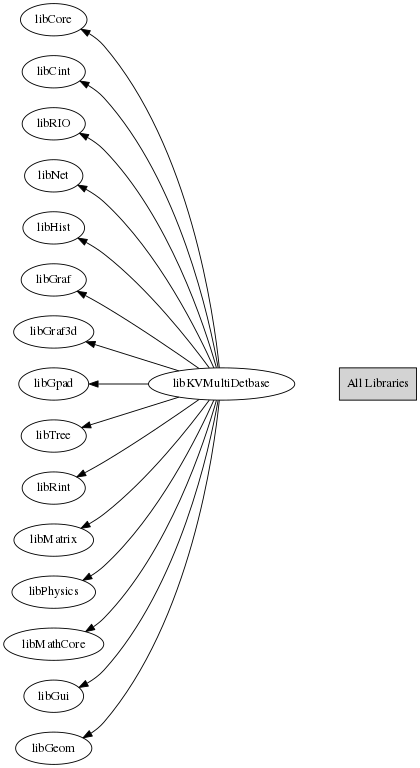 libCore
libCint
libRIO
libNet
libHist
libGraf
libGraf3d
libGpad
libKVMultiDetbase
All Libraries
libTree
libRint
libMatrix
libPhysics
libMathCore
libGui
libGeom